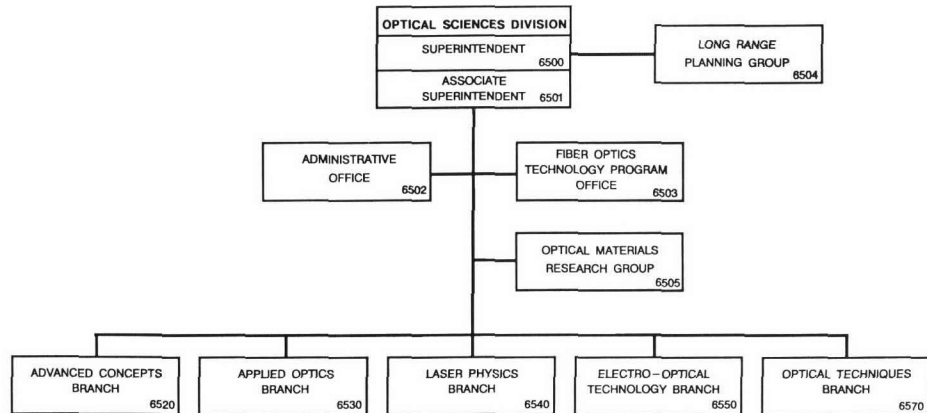 OPTICAL SCIENCES DIVISION
SUPERINTENDENT
6500
ASSOCIATE
SUPERINTENDENT 6501
LONG RANGE
PLANNING GROUP
6504
ADMINISTRATIVE
OFFICE
6502
FIBER OPTICS
TECHNOLOGY PROGRAM
OFFICE
6503
OPTICAL MATERIALS
RESEARCH GROUP
6505
ADVANCED CONCEPTS
BRANCH
6520
APPLIED OPTICS
BRANCH
6530
LASER PHYSICS
BRANCH
6540
ELECTRO-OPTICAL
TECHNOLOGY BRANCH
6550
OPTICAL TECHNIQUES
BRANCH
6570